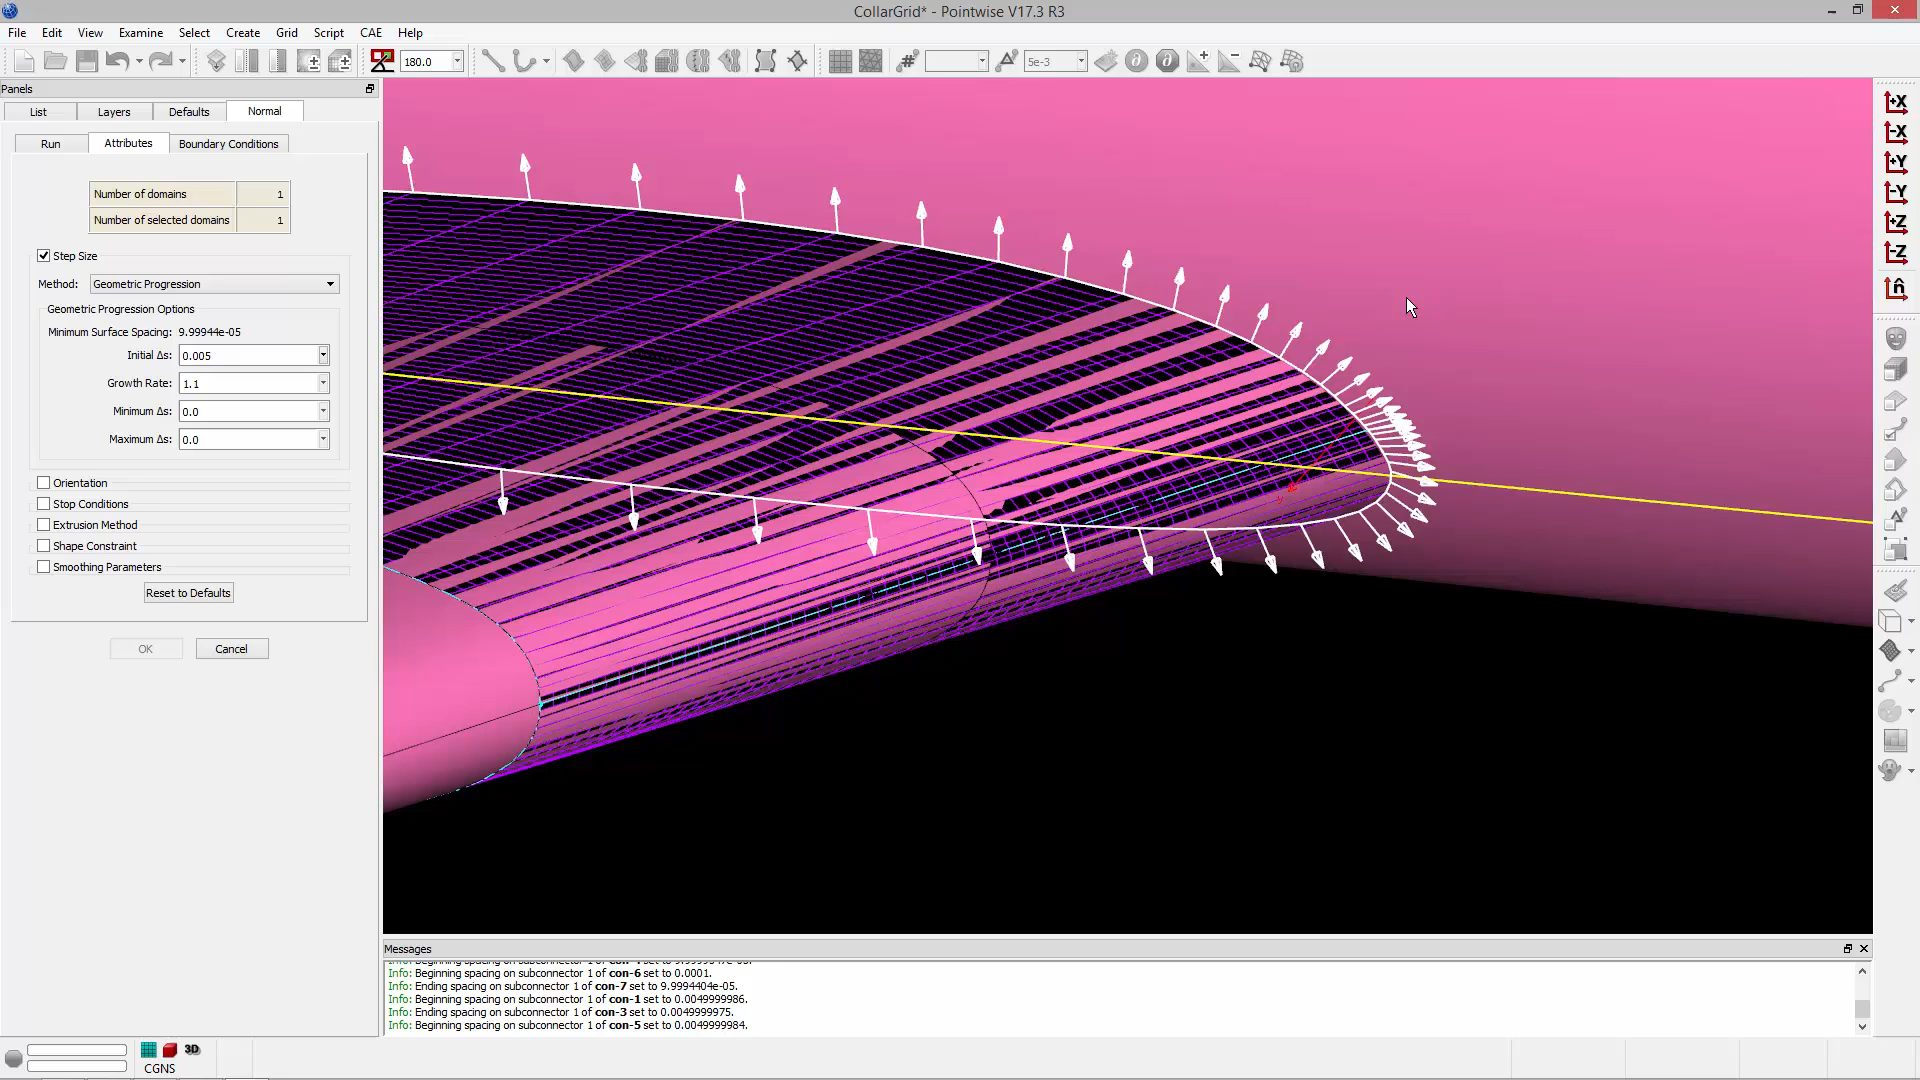 CollarGrid* - Pointwise V17.3 R3
File Edit View Examine Select Create Grid Script CAE Help
180.0
5e-3
Panels
List Layers Defaults Normal
Run Attributes Boundary Conditions
Number of domains 1
Number of selected domains 1
Step Size
Method: Geometric Progression
Geometric Progression Options
Minimum Surface Spacing: 9.99944e-05
Initial Δs: 0.005
Growth Rate: 1.1
Minimum Δs: 0.0
Maximum Δs: 0.0
Orientation
Stop Conditions
Extrusion Method
Shape Constraint
Smoothing Parameters
Reset to Defaults
OK Cancel
+X
-X
+Y
-Y
+Z
-Z
n̂
Messages
Info: Beginning spacing on subconnector 1 of con-6 set to 0.0001.
Info: Ending spacing on subconnector 1 of con-7 set to 9.9994404e-05.
Info: Beginning spacing on subconnector 1 of con-1 set to 0.0049999986.
Info: Ending spacing on subconnector 1 of con-3 set to 0.0049999975.
Info: Beginning spacing on subconnector 1 of con-5 set to 0.0049999984.
3D
CGNS